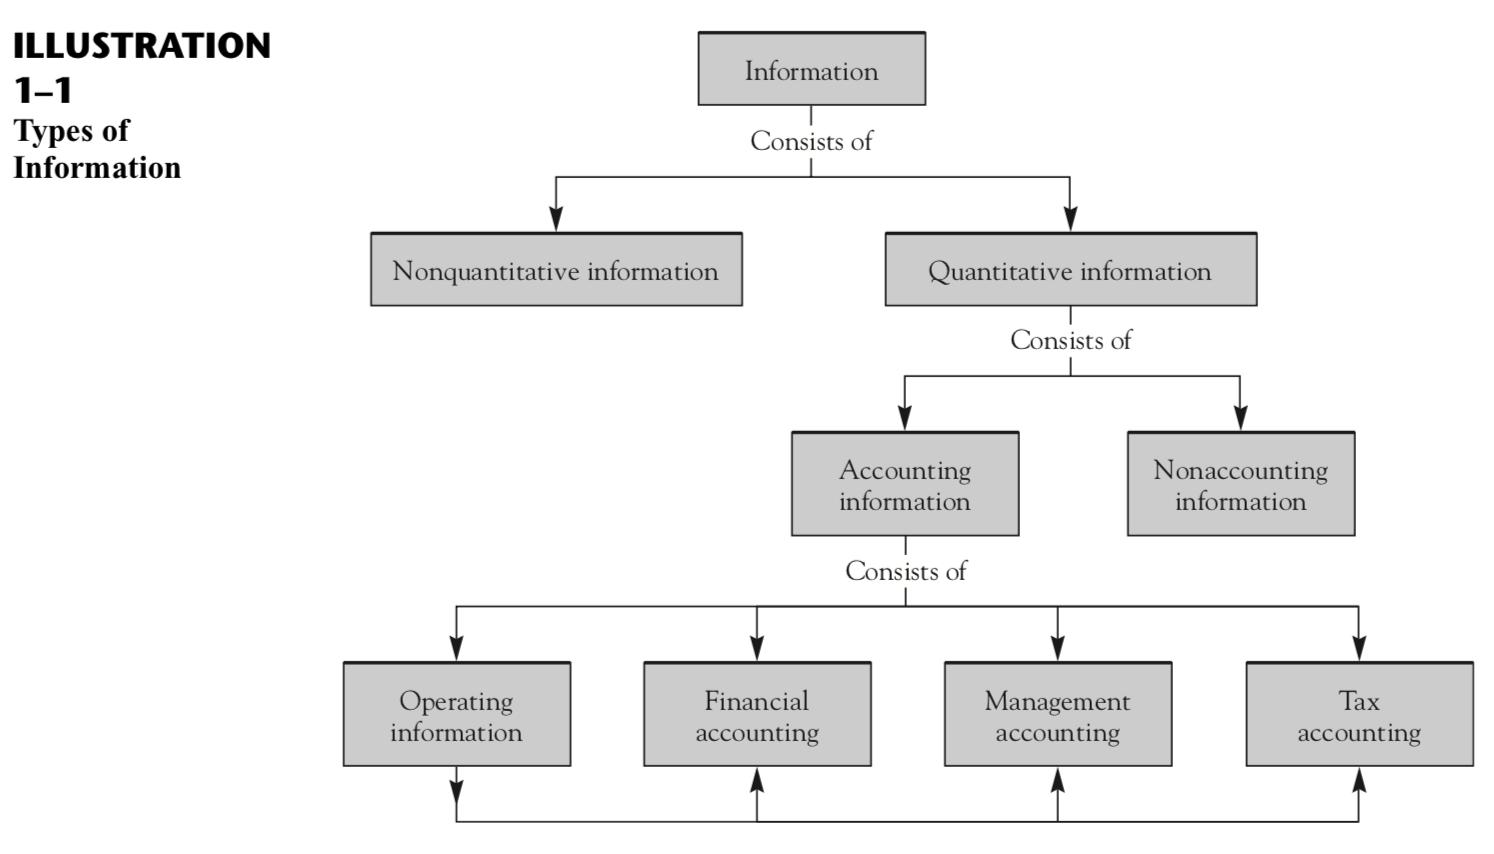 ILLUSTRATION
1–1
Types of
Information
Information
Consists of
Nonquantitative information
Quantitative information
Consists of
Accounting
information
Nonaccounting
information
Consists of
Operating
information
Financial
accounting
Management
accounting
Tax
accounting